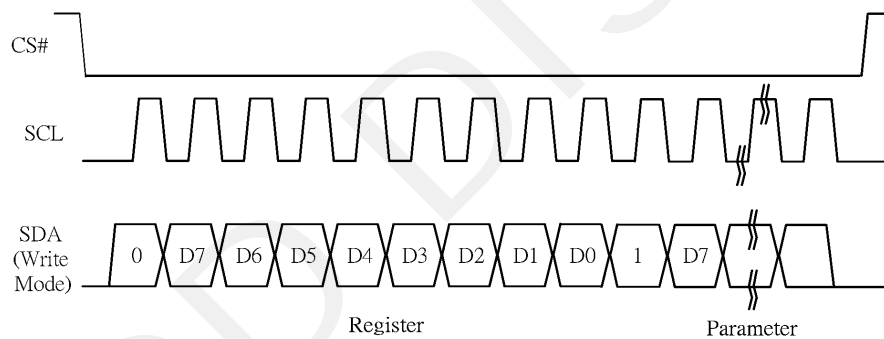 CS#
SCL
SDA
(Write
Mode)
0 D7 D6 D5 D4 D3 D2 D1 D0 1 D7
Register Parameter